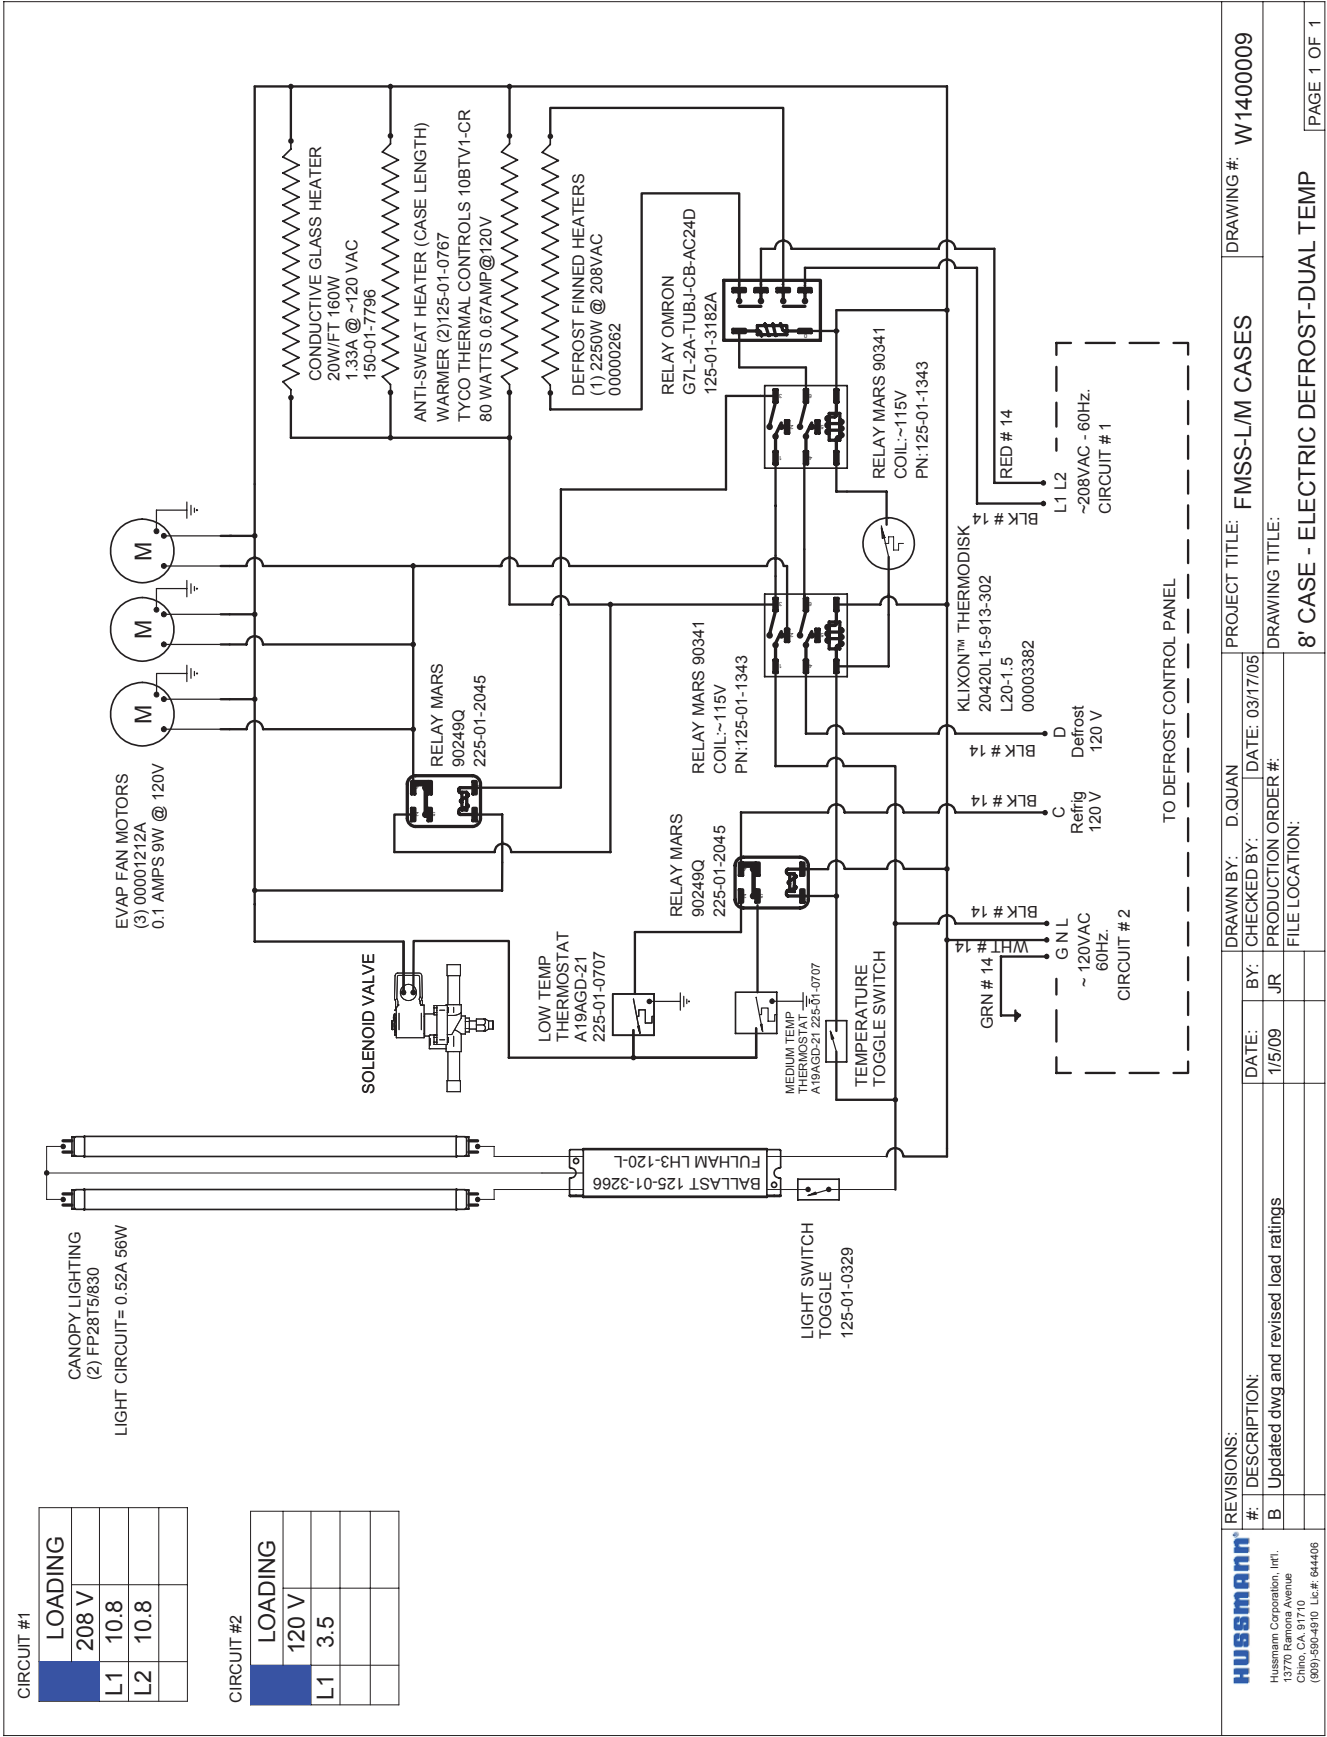 CIRCUIT #1
LOADING
208 V
L1 10.8
L2 10.8
CIRCUIT #2
LOADING
120 V
L1 3.5
CANOPY LIGHTING
(2) FP28T5/830
LIGHT CIRCUIT= 0.52A 56W
BALLAST 125-01-3266
FULHAM LH3-120-L
LIGHT SWITCH
TOGGLE
125-01-0329
SOLENOID VALVE
EVAP FAN MOTORS
(3) 00001212A
0.1 AMPS 9W @ 120V
M
M
M
LOW TEMP
THERMOSTAT
A19AGD-21
225-01-0707
MEDIUM TEMP
THERMOSTAT
A19AGD-21 225-01-0707
TEMPERATURE
TOGGLE SWITCH
RELAY MARS
90249Q
225-01-2045
RELAY MARS
90249Q
225-01-2045
RELAY MARS 90341
COIL:~115V
PN:125-01-1343
RELAY MARS 90341
COIL:~115V
PN:125-01-1343
KLIXON™ THERMODISK
20420L15-913-302
L20-1.5
00003382
RELAY OMRON
G7L-2A-TUBJ-CB-AC24D
125-01-3182A
CONDUCTIVE GLASS HEATER
20W/FT 160W
1.33A @ ~120 VAC
150-01-7796
ANTI-SWEAT HEATER (CASE LENGTH)
WARMER (2)125-01-0767
TYCO THERMAL CONTROLS 10BTV1-CR
80 WATTS 0.67AMP@120V
DEFROST FINNED HEATERS
(1) 2250W @ 208VAC
00000262
GRN # 14
WHT # 14
BLK # 14
G N L
~ 120VAC
60Hz.
CIRCUIT # 2
BLK # 14
C
Refrig
120 V
BLK # 14
D
Defrost
120 V
BLK # 14
RED # 14
L1 L2
~208VAC - 60Hz.
CIRCUIT # 1
TO DEFROST CONTROL PANEL
HUSSMANN
Hussmann Corporation, Int'l.
13770 Ramona Avenue
Chino, CA. 91710
(909)-590-4910 Lic.#: 644406
REVISIONS:
#: DESCRIPTION: DATE: BY:
B Updated dwg and revised load ratings 1/5/09 JR
DRAWN BY: D.QUAN
CHECKED BY: DATE: 03/17/05
PRODUCTION ORDER #:
FILE LOCATION:
PROJECT TITLE:
FMSS-L/M CASES
DRAWING #:
W1400009
DRAWING TITLE:
8' CASE - ELECTRIC DEFROST-DUAL TEMP
PAGE 1 OF 1